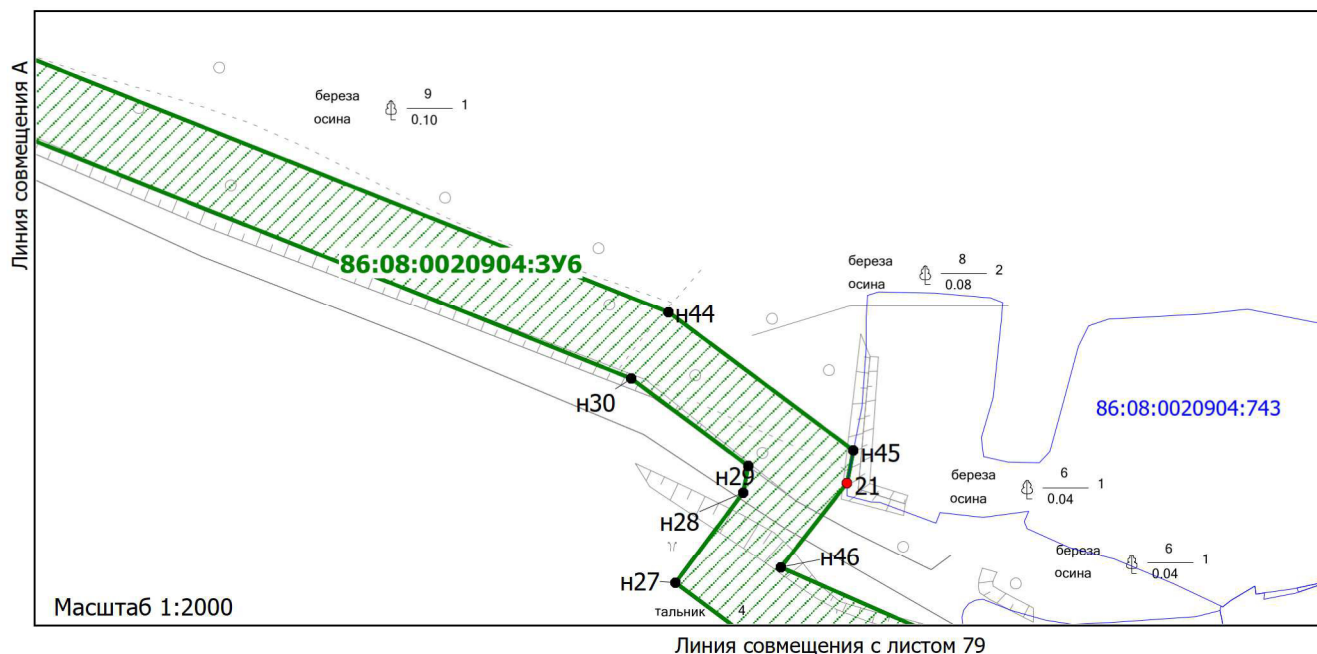 Линия совмещения А
береза 9
осина 0.10 1
86:08:0020904:ЗУ6
н44
береза 8
осина 0.08 2
н30
86:08:0020904:743
н45
н29
21
береза 6
осина 0.04 1
н28
н46
береза 6
осина 0.04 1
н27
тальник 4
Масштаб 1:2000
Линия совмещения с листом 79